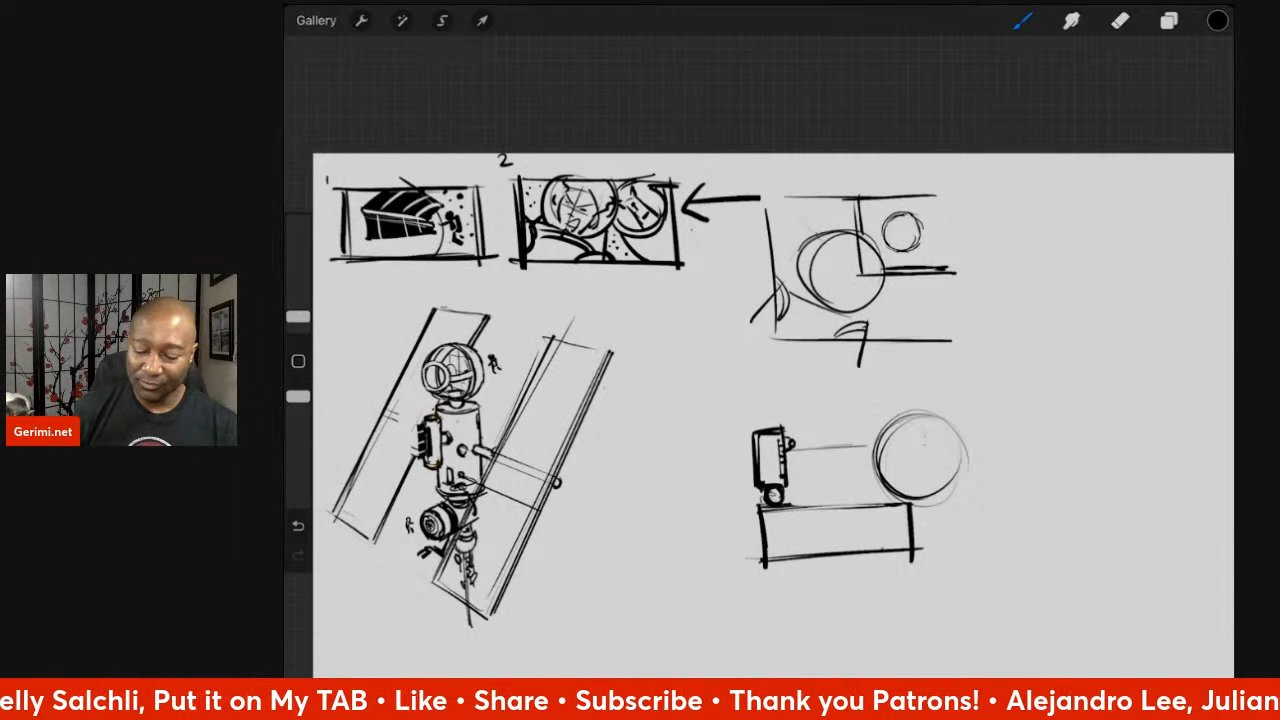 Gallery
1
2
Gerimi.net
elly Salchli, Put it on My TAB • Like • Share • Subscribe • Thank you Patrons! • Alejandro Lee, Julian